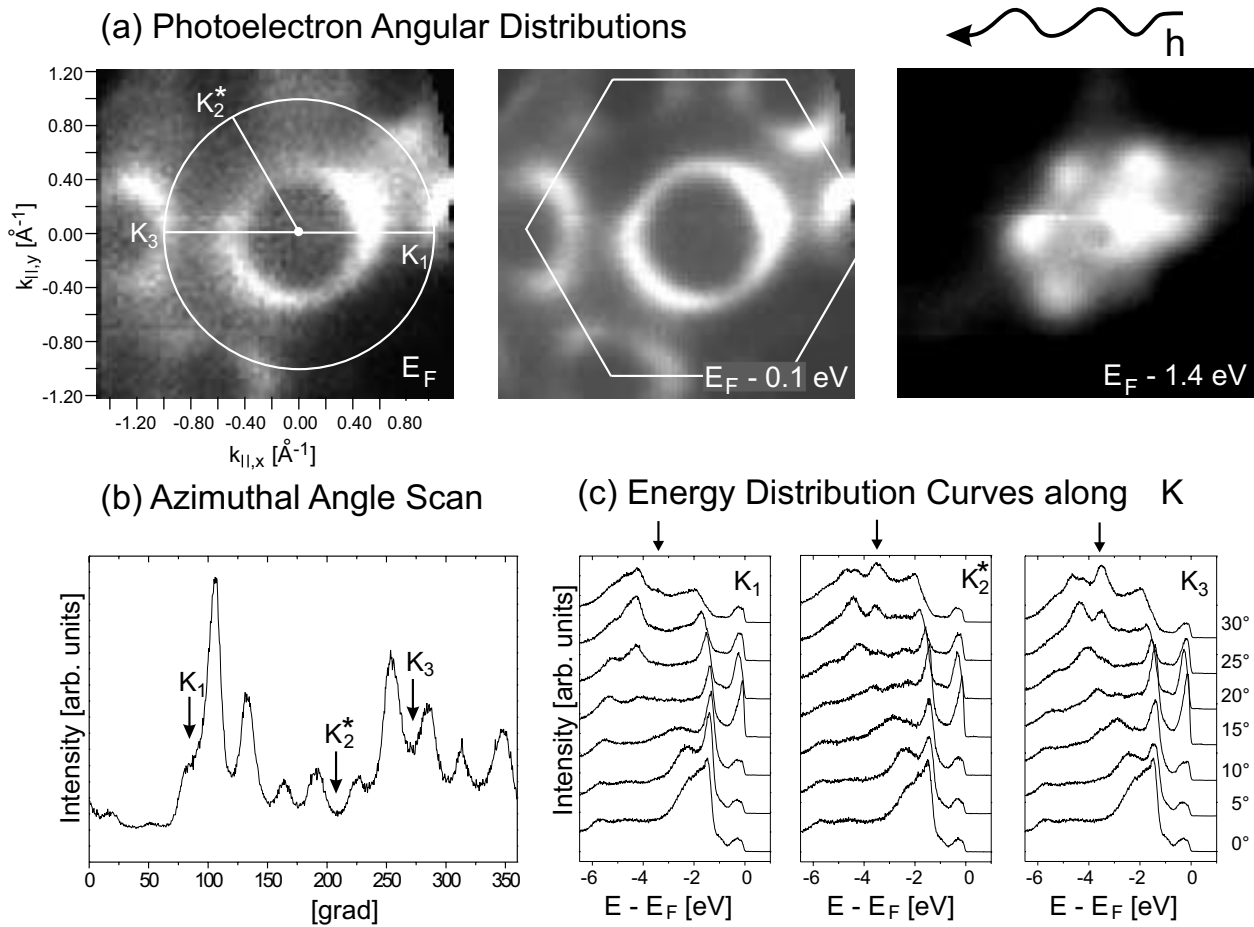 (a) Photoelectron Angular Distributions
h
1.20
0.80
0.40
0.00
-0.40
-0.80
-1.20
k||,y [Å-1]
K2*
K3
K1
EF
EF - 0.1 eV
EF - 1.4 eV
-1.20 -0.80 -0.40 0.00 0.40 0.80
k||,x [Å-1]
(b) Azimuthal Angle Scan
(c) Energy Distribution Curves along K
Intensity [arb. units]
K1
K2*
K3
0 50 100 150 200 250 300 350
[grad]
Intensity [arb. units]
K1
K2*
K3
30°
25°
20°
15°
10°
5°
0°
-6 -4 -2 0
-6 -4 -2 0
-6 -4 -2 0
E - EF [eV]
E - EF [eV]
E - EF [eV]